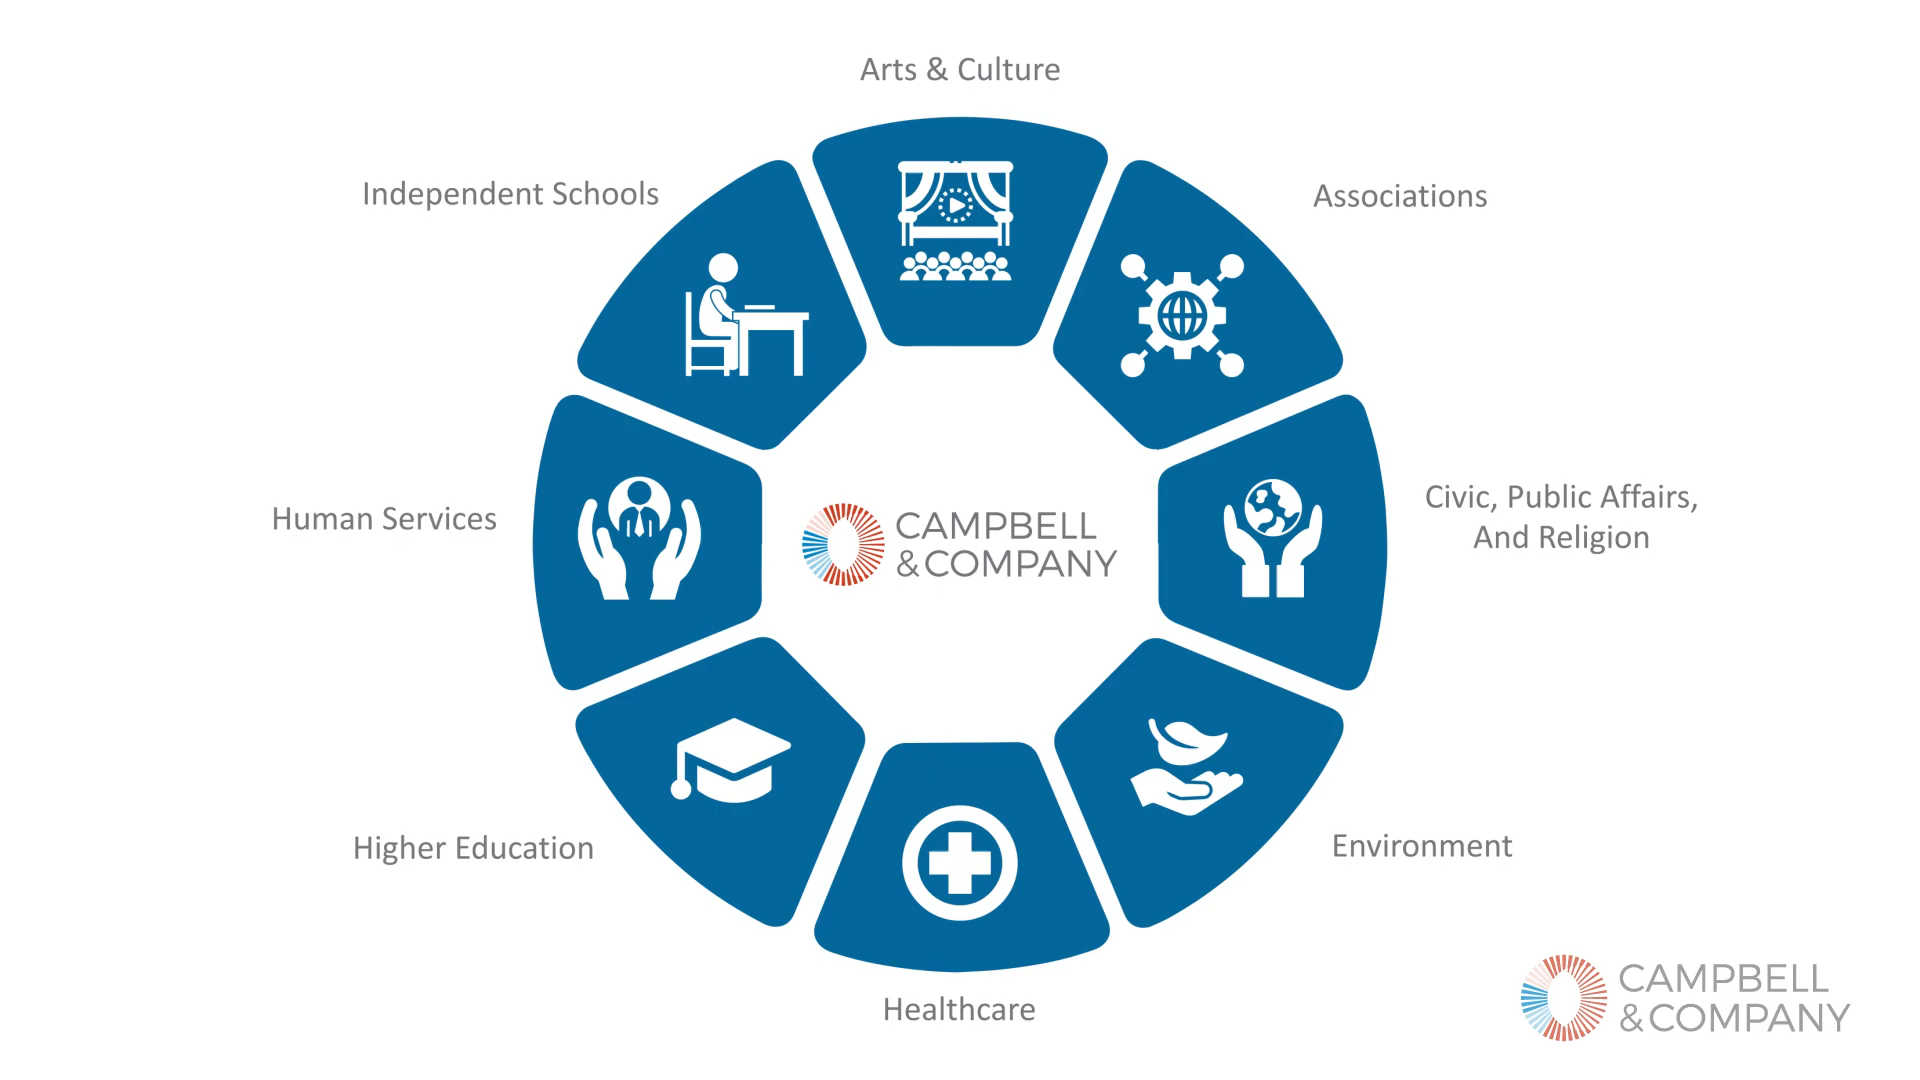 Arts & Culture
Independent Schools
Associations
Civic, Public Affairs,
And Religion
Human Services
CAMPBELL
&COMPANY
Higher Education
Environment
Healthcare
CAMPBELL
&COMPANY